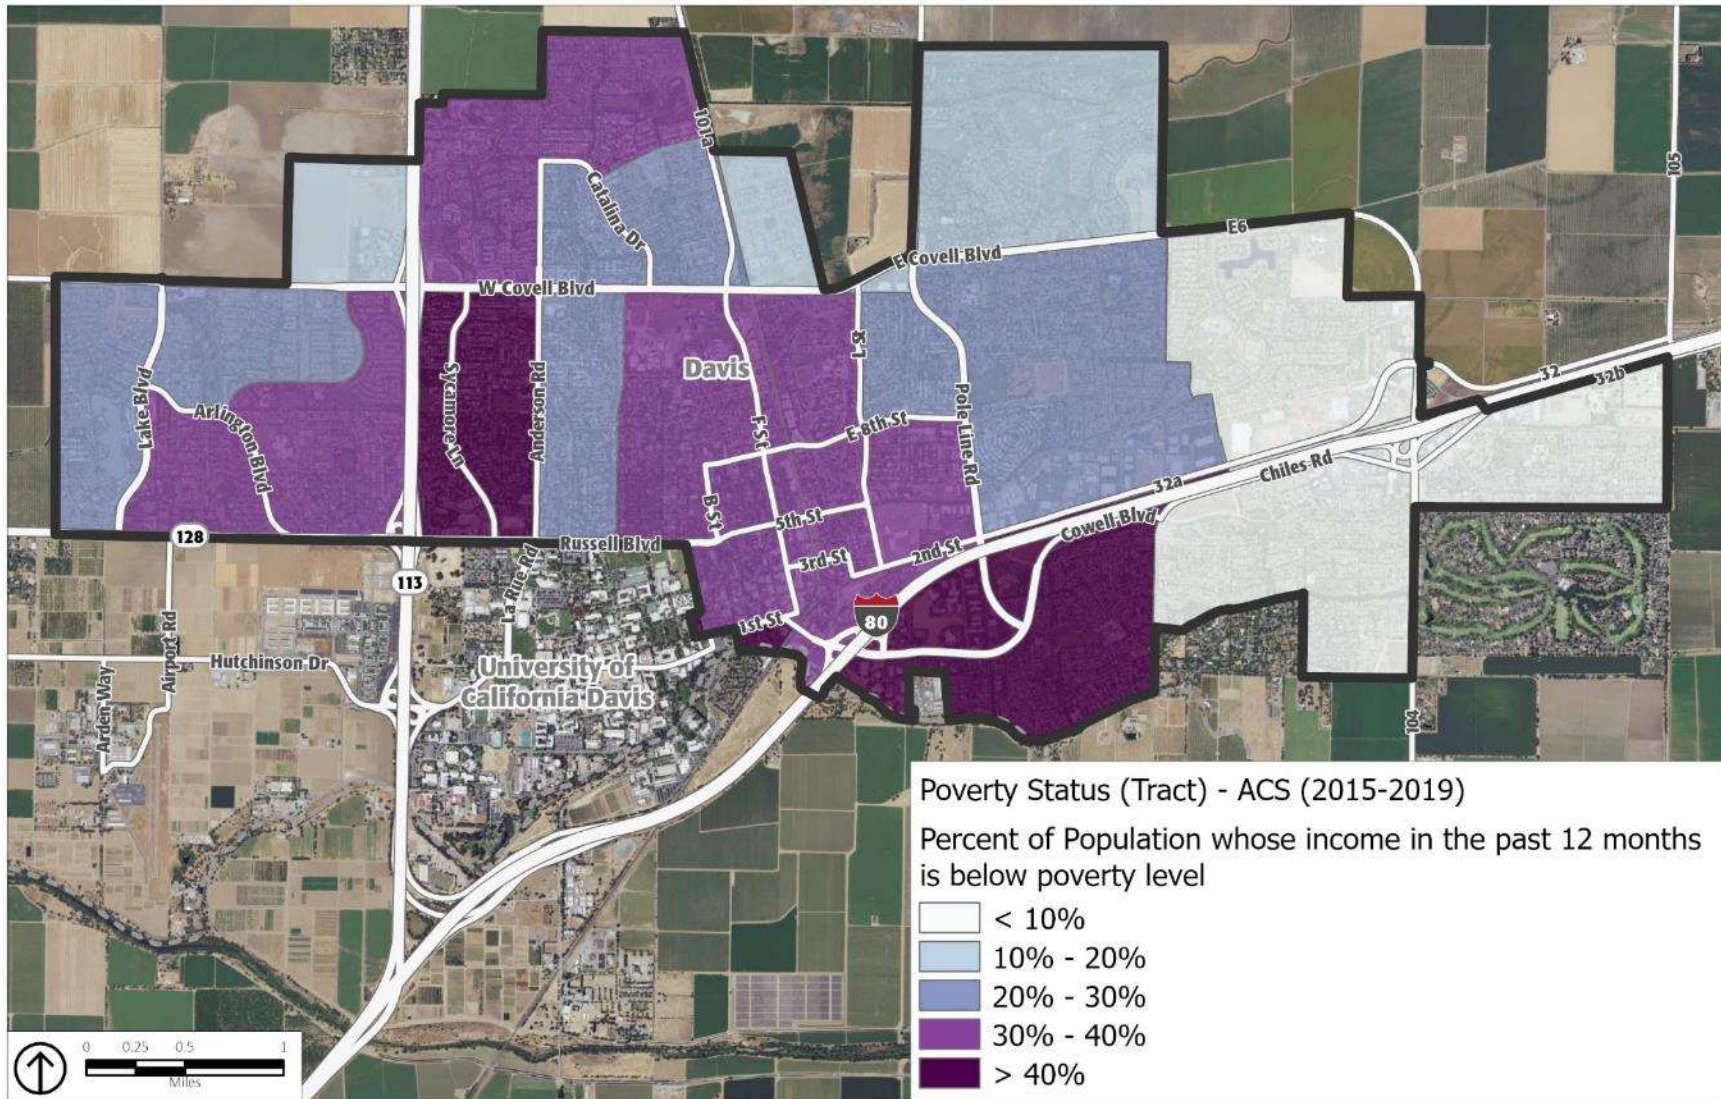 101a
105
Catalina Dr
E6
E Covell Blvd
W Covell Blvd
Davis
L St
Lake Blvd
Arlington Blvd
Sycamore Ln
Anderson Rd
F St
E 8th St
Pole Line Rd
32
32b
Chiles Rd
32a
Cowell Blvd
B St
5th St
128
Russell Blvd
3rd St
2nd St
113
La Rue Rd
1st St
80
Airport Rd
Hutchinson Dr
University of
California Davis
Arden Way
104
Poverty Status (Tract) - ACS (2015-2019)
Percent of Population whose income in the past 12 months
is below poverty level
< 10%
10% - 20%
20% - 30%
30% - 40%
> 40%
0 0.25 0.5 1
Miles